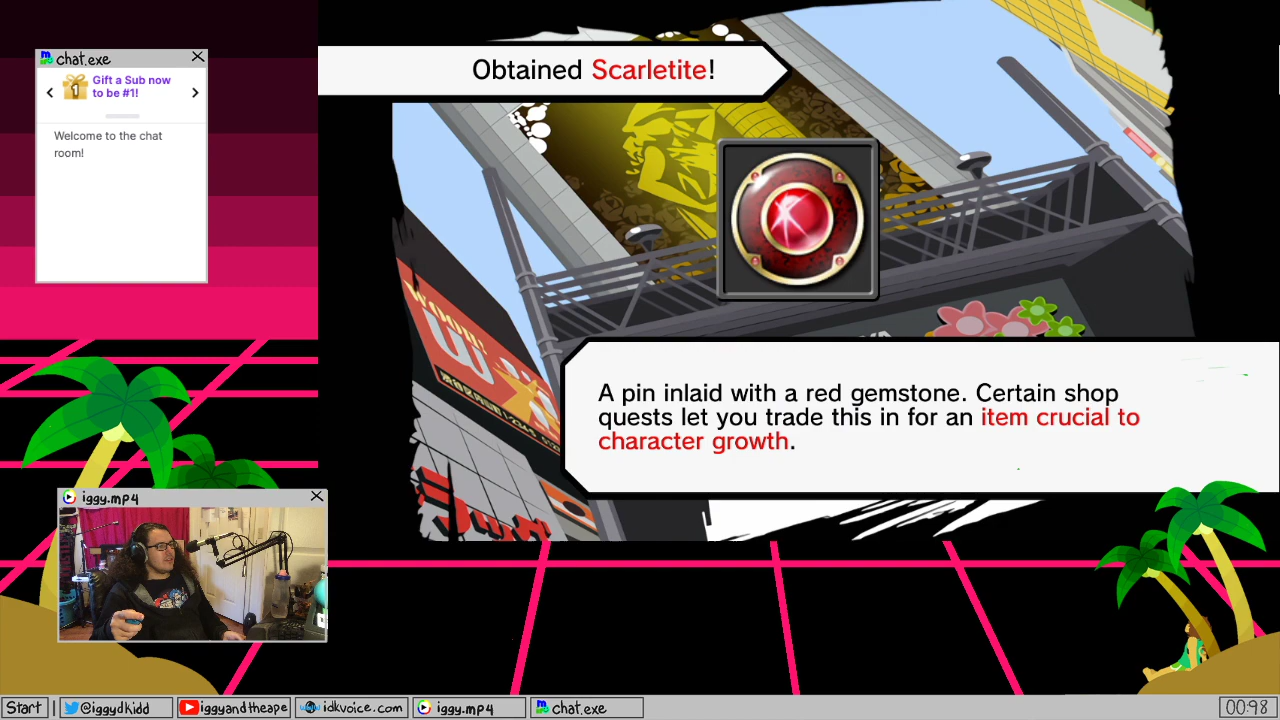 chat.exe
Gift a Sub now
to be #1!
1
Welcome to the chat
room!
Obtained Scarletite!
A pin inlaid with a red gemstone. Certain shop
quests let you trade this in for an item crucial to
character growth.
iggy.mp4
Start
@iggydkidd
iggyandtheape
www
idkvoice.com
iggy.mp4
chat.exe
00:98